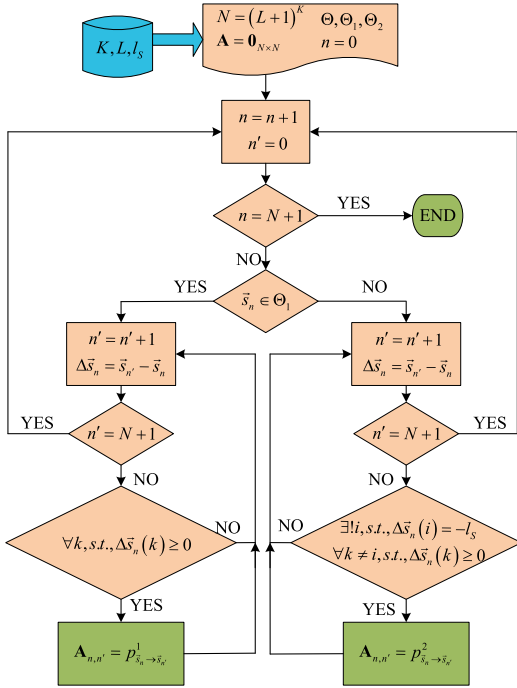 K, L, l_S
N = (L+1)^K  Θ, Θ_1, Θ_2
𝐀 = 𝟎_{N×N}  n = 0
n = n + 1
n′ = 0
n = N + 1
YES
END
NO
s⃗_n ∈ Θ_1
YES
NO
n′ = n′ + 1
Δs⃗_n = s⃗_{n′} − s⃗_n
n′ = n′ + 1
Δs⃗_n = s⃗_{n′} − s⃗_n
YES
n′ = N + 1
n′ = N + 1
YES
NO
NO
∀k, s.t., Δs⃗_n(k) ≥ 0
NO
NO
∃!i, s.t., Δs⃗_n(i) = −l_S
∀k ≠ i, s.t., Δs⃗_n(k) ≥ 0
YES
YES
𝐀_{n,n′} = p^1_{s⃗_n→s⃗_{n′}}
𝐀_{n,n′} = p^2_{s⃗_n→s⃗_{n′}}